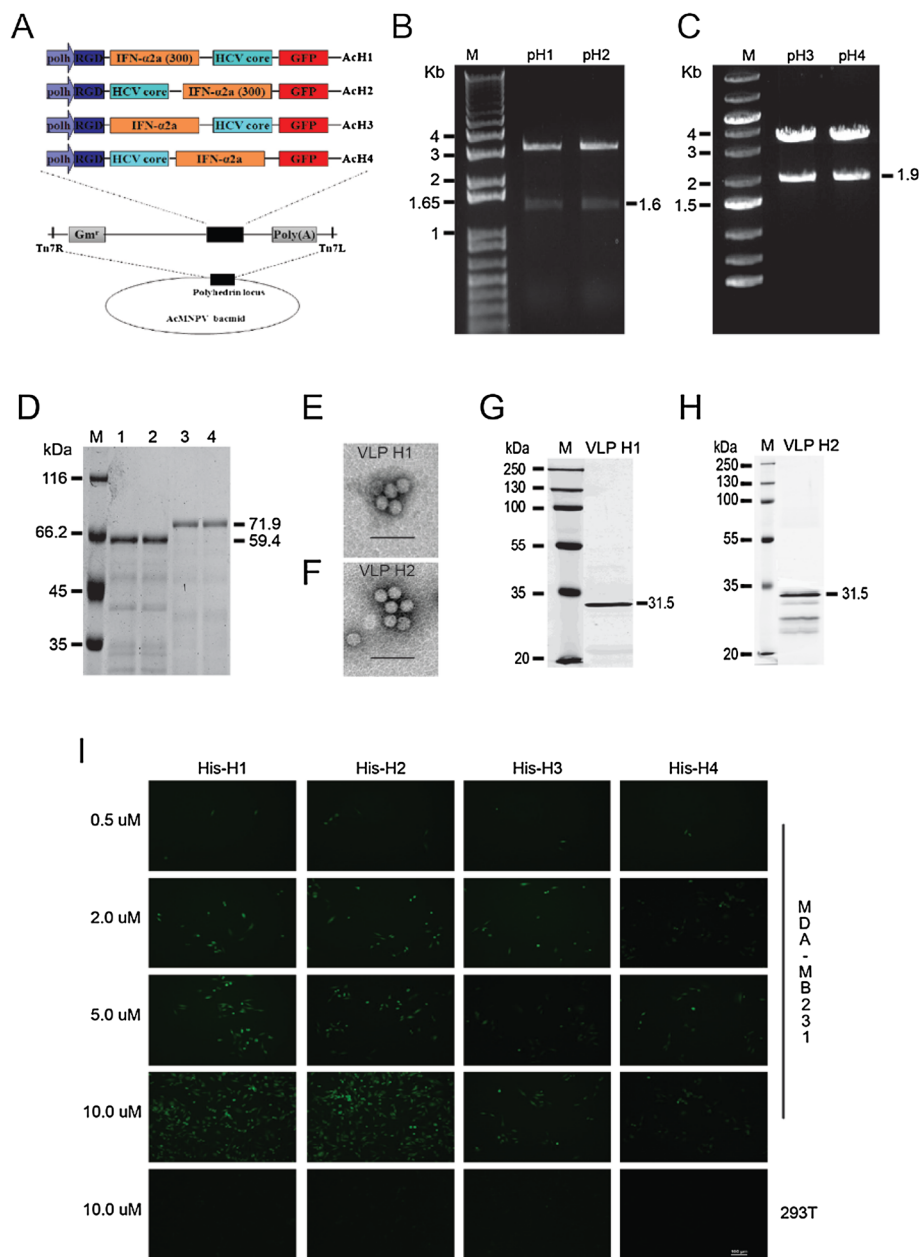 A
polh RGD IFN-α2a (300) HCV core GFP AcH1
polh RGD HCV core IFN-α2a (300) GFP AcH2
polh RGD IFN-α2a HCV core GFP AcH3
polh RGD HCV core IFN-α2a GFP AcH4
Gmʳ Poly(A)
Tn7R Tn7L
Polyhedrin locus
AcMNPV bacmid
B
M pH1 pH2
Kb
4
3
2
1.65
1
1.6
C
M pH3 pH4
Kb
4
3
2
1.5
1.9
D
M 1 2 3 4
kDa
116
66.2
45
35
71.9
59.4
E
VLP H1
F
VLP H2
G
kDa M VLP H1
250
130
100
55
35
20
31.5
H
kDa M VLP H2
250
130
100
55
35
20
31.5
I
His-H1 His-H2 His-H3 His-H4
0.5 uM
2.0 uM
5.0 uM
10.0 uM
10.0 uM
MDA-MB231
293T